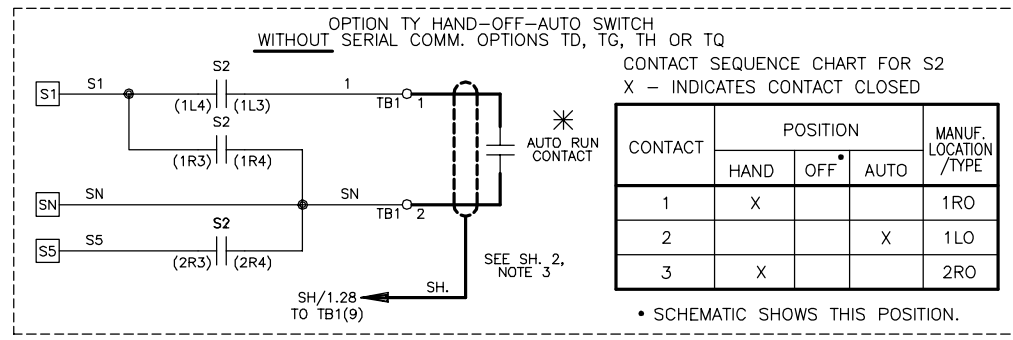 OPTION TY HAND-OFF-AUTO SWITCH
WITHOUT SERIAL COMM. OPTIONS TD, TG, TH OR TQ
S1
S1
S2
(1L4) (1L3)
1
TB1 1
S2
(1R3) (1R4)
AUTO RUN
CONTACT
SN
SN
SN
TB1 2
S5
S5
S2
(2R3) (2R4)
SEE SH. 2,
NOTE 3
SH.
SH/1.28
TO TB1(9)
CONTACT SEQUENCE CHART FOR S2
X – INDICATES CONTACT CLOSED
CONTACT POSITION MANUF. LOCATION /TYPE
HAND OFF• AUTO
1 X 1RO
2 X 1LO
3 X 2RO
• SCHEMATIC SHOWS THIS POSITION.